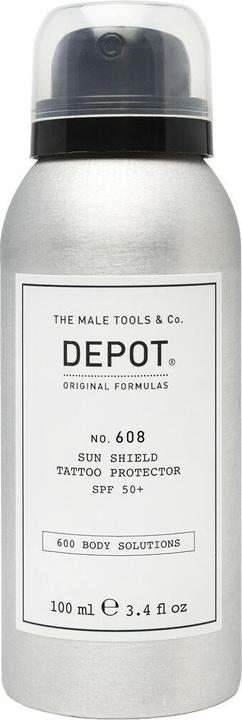 THE MALE TOOLS & Co.
DEPOT®
ORIGINAL FORMULAS
NO. 608
SUN SHIELD
TATTOO PROTECTOR
SPF 50+
600 BODY SOLUTIONS
100 ml ℮ 3.4 fl oz